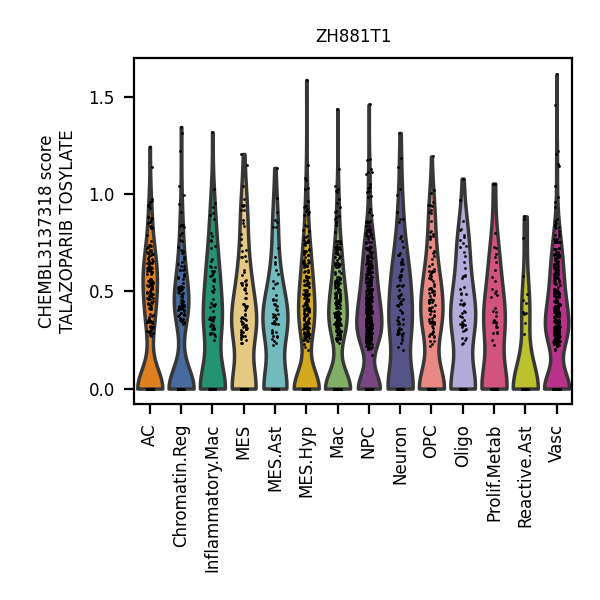 ZH881T1
CHEMBL3137318 score
TALAZOPARIB TOSYLATE
1.5
1.0
0.5
0.0
AC
Chromatin.Reg
Inflammatory.Mac
MES
MES.Ast
MES.Hyp
Mac
NPC
Neuron
OPC
Oligo
Prolif.Metab
Reactive.Ast
Vasc